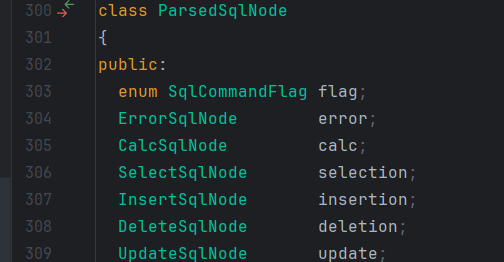 300 class ParsedSqlNode
301 {
302 public:
303   enum SqlCommandFlag flag;
304   ErrorSqlNode        error;
305   CalcSqlNode         calc;
306   SelectSqlNode       selection;
307   InsertSqlNode       insertion;
308   DeleteSqlNode       deletion;
309   UpdateSqlNode       update;